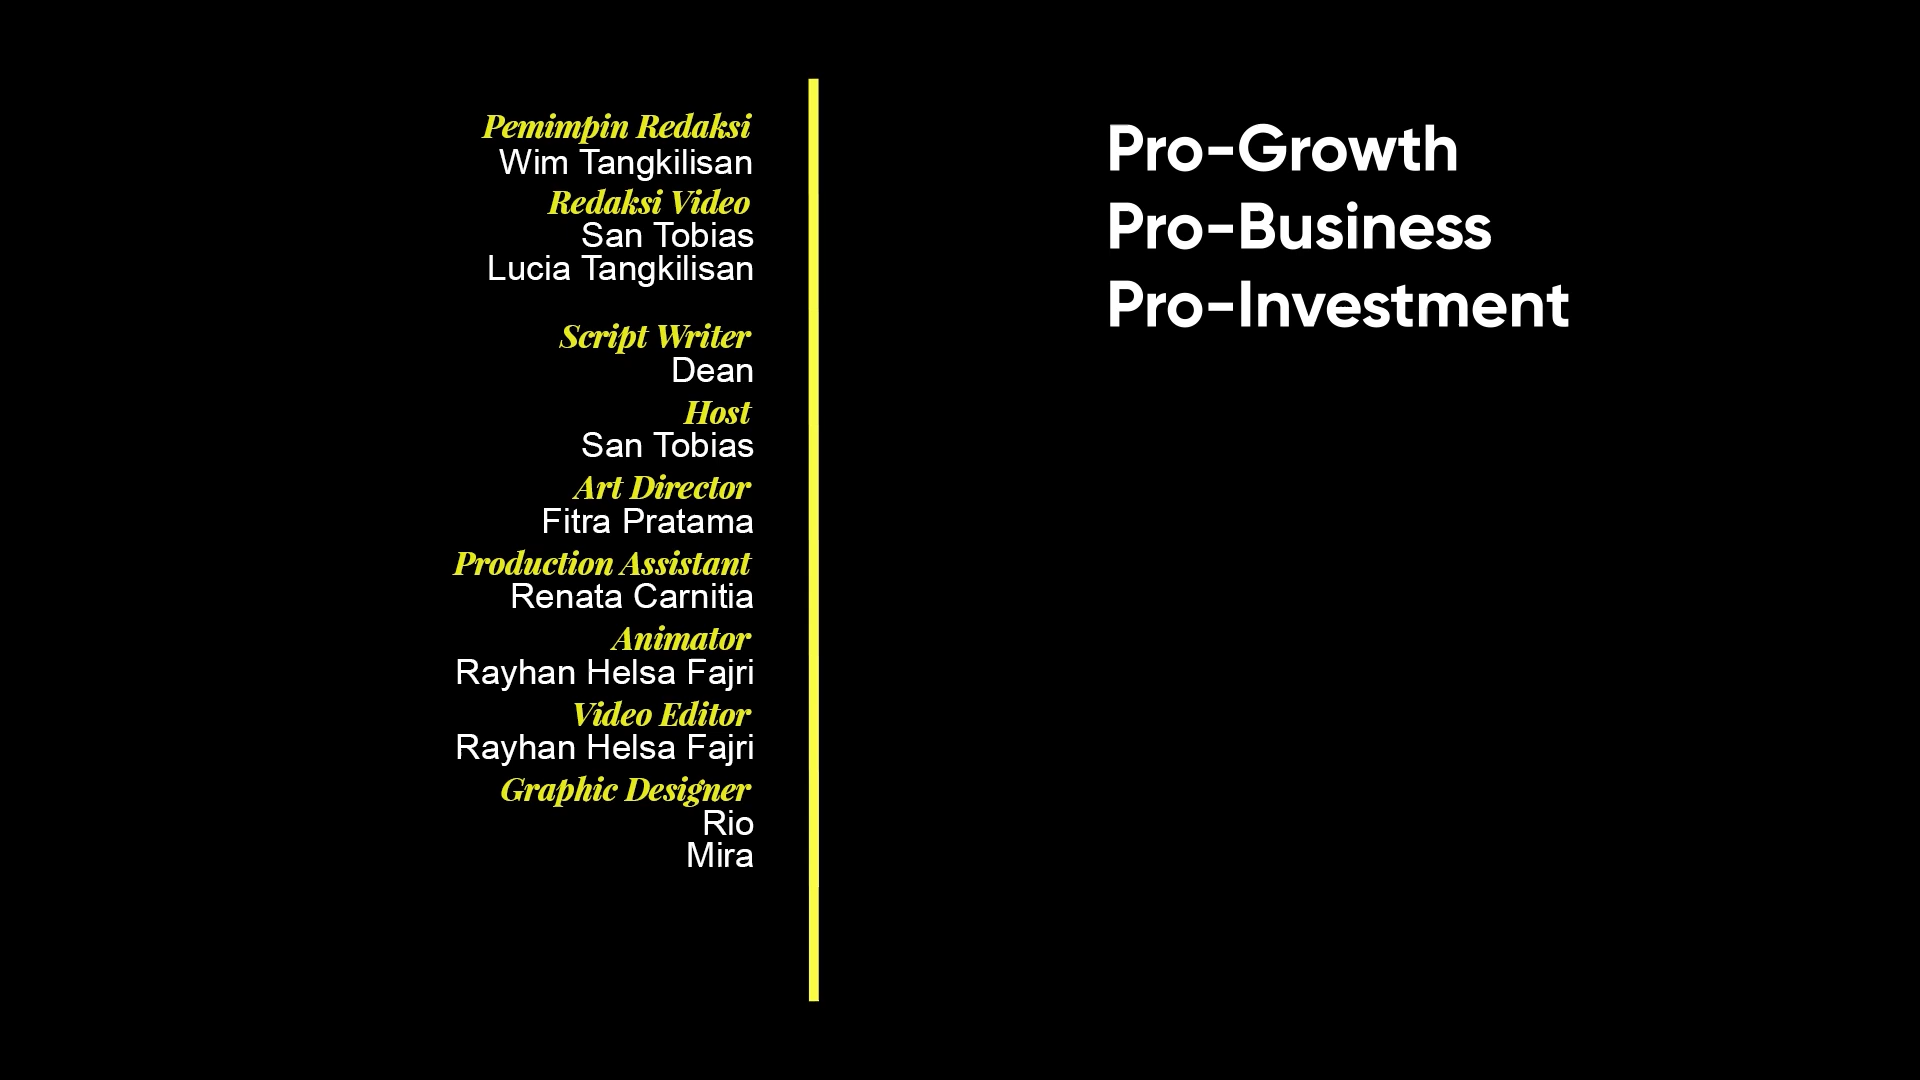 Pemimpin Redaksi
Wim Tangkilisan
Redaksi Video
San Tobias
Lucia Tangkilisan
Script Writer
Dean
Host
San Tobias
Art Director
Fitra Pratama
Production Assistant
Renata Carnitia
Animator
Rayhan Helsa Fajri
Video Editor
Rayhan Helsa Fajri
Graphic Designer
Rio
Mira
Pro-Growth
Pro-Business
Pro-Investment